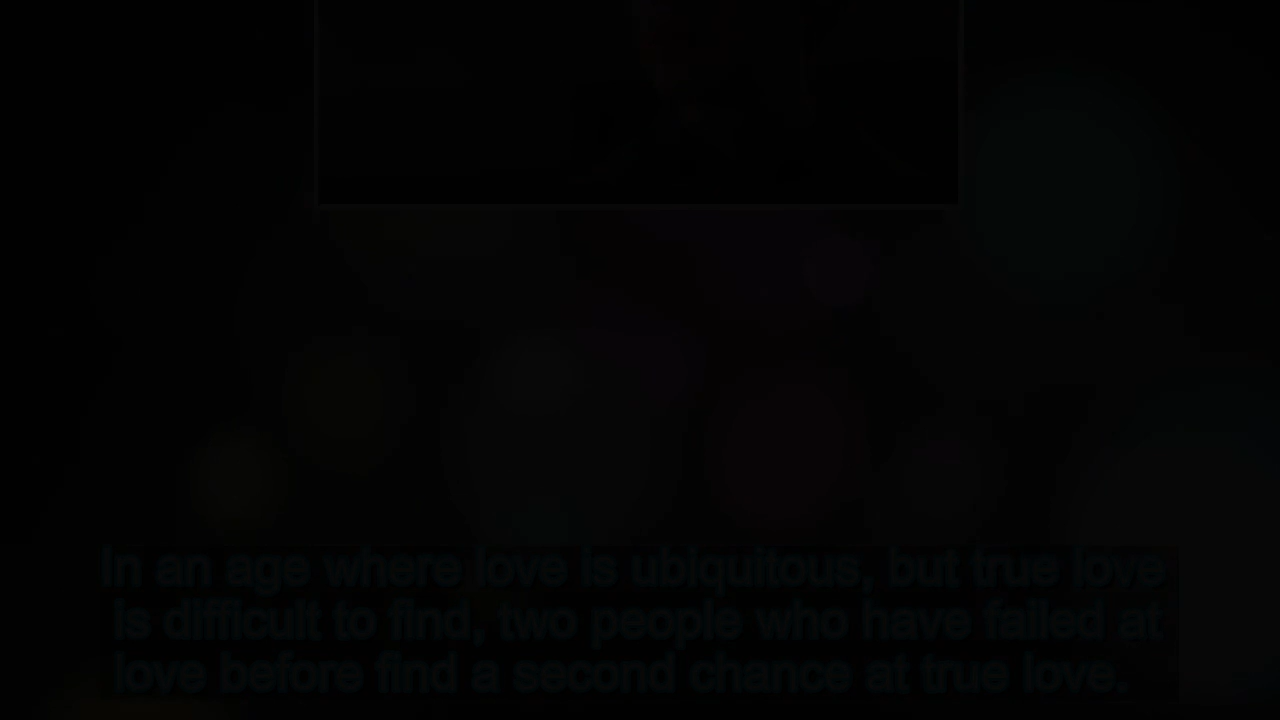 In an age where love is ubiquitous, but true love
is difficult to find, two people who have failed at
love before find a second chance at true love.